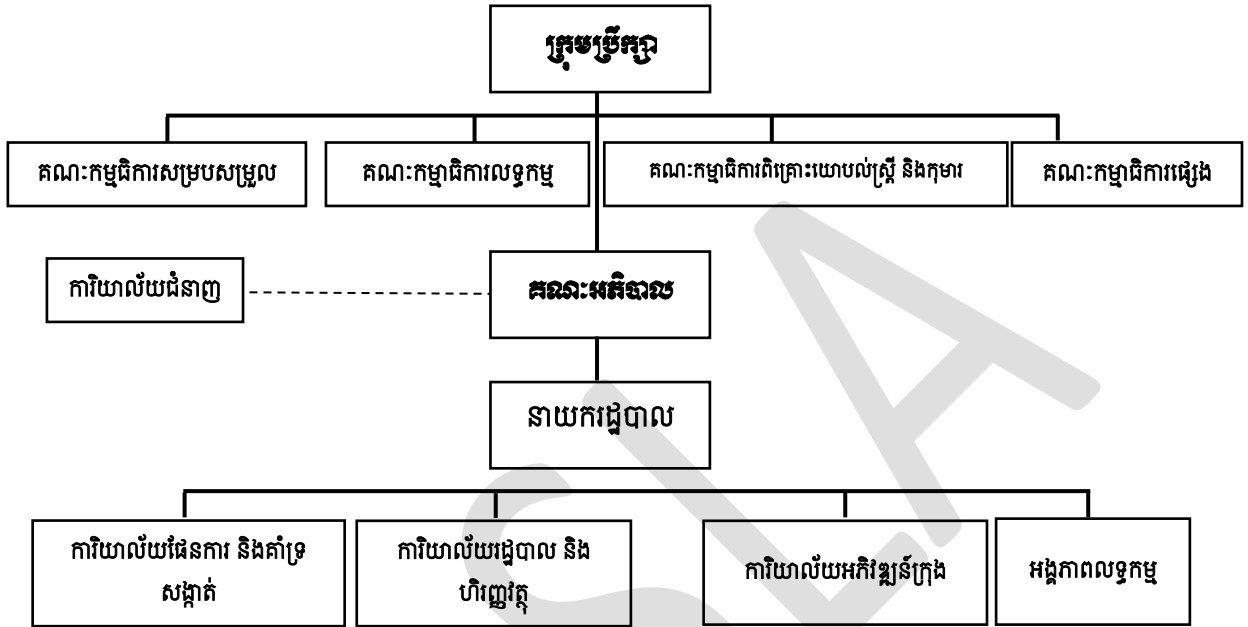 ក្រុមប្រឹក្សា
គណៈកម្មធិការសម្របសម្រួល
គណៈកម្មាធិការលទ្ធកម្ម
គណៈកម្មាធិការពិគ្រោះយោបល់ស្ត្រី និងកុមារ
គណៈកម្មាធិការផ្សេង
ការិយាល័យជំនាញ
គណៈអភិបាល
នាយករដ្ឋបាល
ការិយាល័យផែនការ និងគាំទ្រ
សង្កាត់
ការិយាល័យរដ្ឋបាល និង
ហិរញ្ញវត្ថុ
ការិយាល័យអភិវឌ្ឍន៍ក្រុង
អង្គភាពលទ្ធកម្ម
SLA